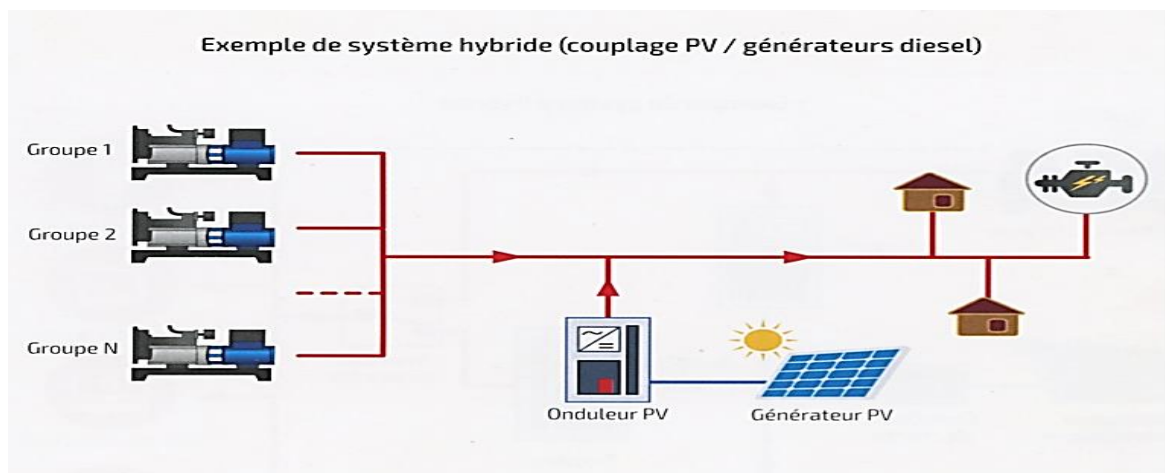 Exemple de système hybride (couplage PV / générateurs diesel)
Groupe 1
Groupe 2
Groupe N
Onduleur PV
Générateur PV